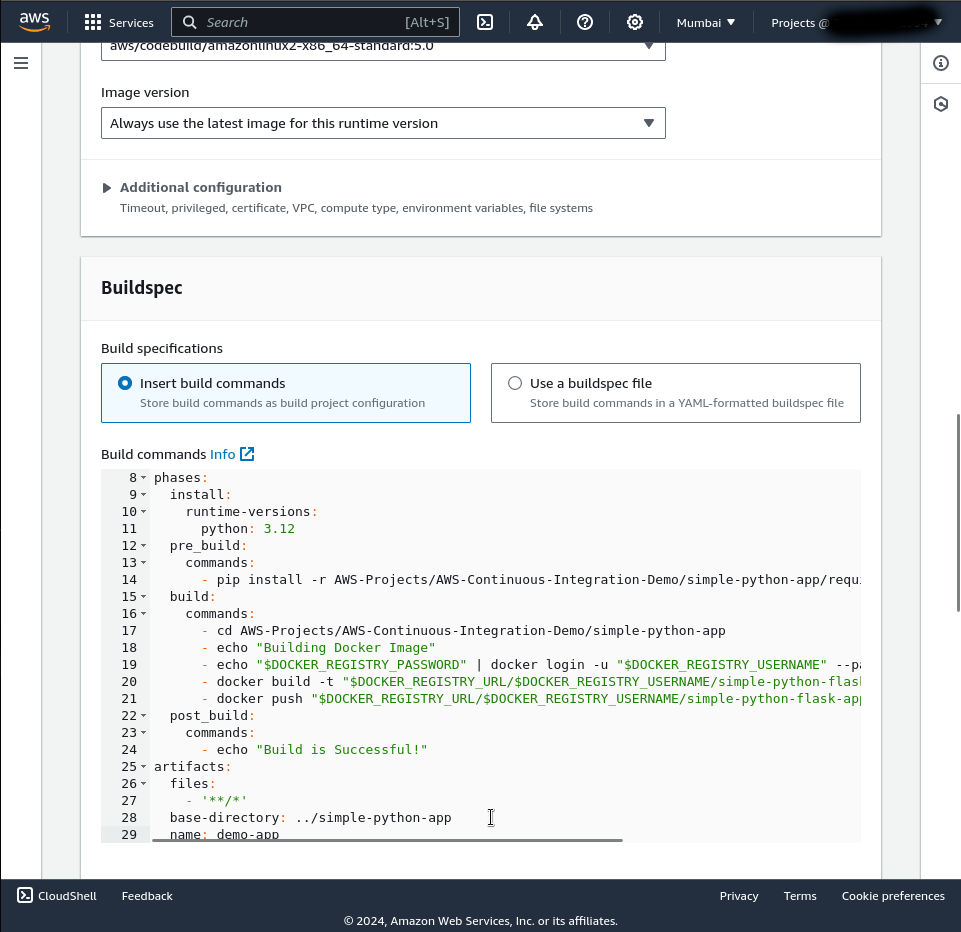 aws Services Search [Alt+S] Mumbai Projects @
aws/codebuild/amazonlinux2-x86_64-standard:5.0
Image version
Always use the latest image for this runtime version
Additional configuration
Timeout, privileged, certificate, VPC, compute type, environment variables, file systems
Buildspec
Build specifications
Insert build commands
Store build commands as build project configuration
Use a buildspec file
Store build commands in a YAML-formatted buildspec file
Build commands Info
8 phases:
9 install:
10 runtime-versions:
11 python: 3.12
12 pre_build:
13 commands:
14 - pip install -r AWS-Projects/AWS-Continuous-Integration-Demo/simple-python-app/requi
15 build:
16 commands:
17 - cd AWS-Projects/AWS-Continuous-Integration-Demo/simple-python-app
18 - echo "Building Docker Image"
19 - echo "$DOCKER_REGISTRY_PASSWORD" | docker login -u "$DOCKER_REGISTRY_USERNAME" --pa
20 - docker build -t "$DOCKER_REGISTRY_URL/$DOCKER_REGISTRY_USERNAME/simple-python-flas
21 - docker push "$DOCKER_REGISTRY_URL/$DOCKER_REGISTRY_USERNAME/simple-python-flask-app
22 post_build:
23 commands:
24 - echo "Build is Successful!"
25 artifacts:
26 files:
27 - '**/*'
28 base-directory: ../simple-python-app
29 name: demo-app
CloudShell Feedback Privacy Terms Cookie preferences
© 2024, Amazon Web Services, Inc. or its affiliates.